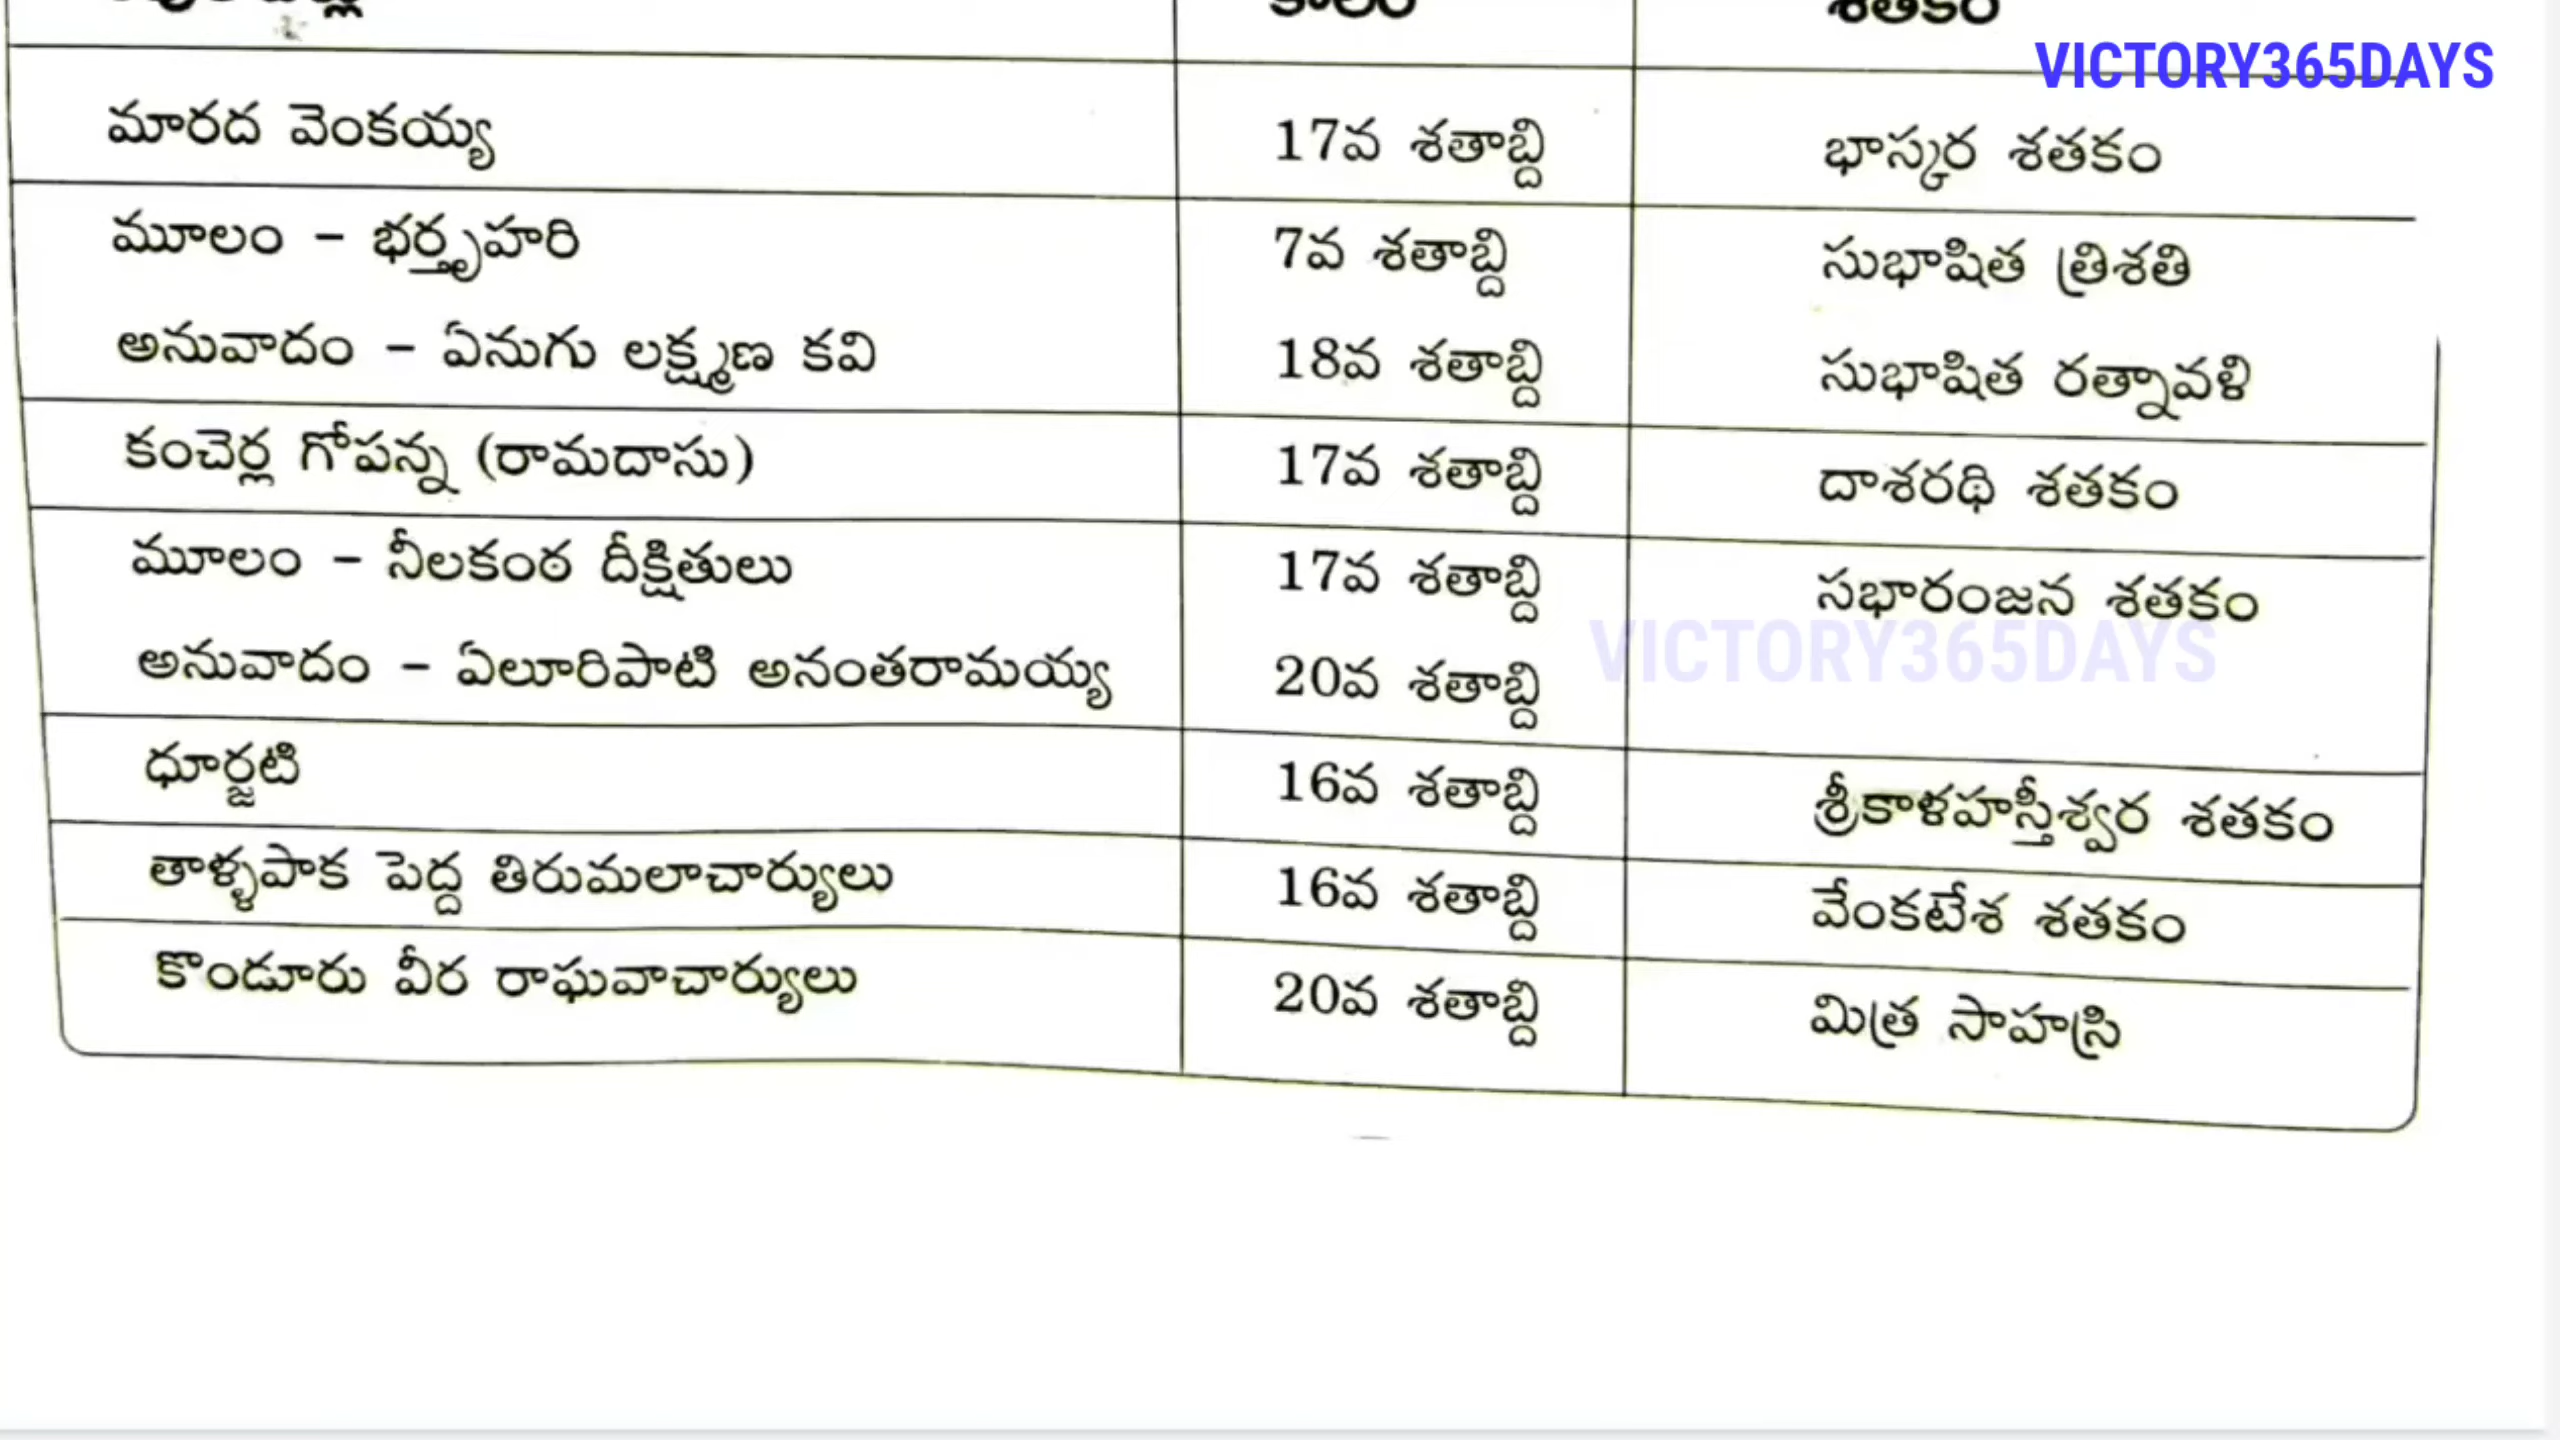 కాలం శతకం
VICTORY365DAYS
మారద వెంకయ్య 17వ శతాబ్ది భాస్కర శతకం
మూలం - భర్తృహరి 7వ శతాబ్ది సుభాషిత త్రిశతి
అనువాదం - ఏనుగు లక్ష్మణ కవి 18వ శతాబ్ది సుభాషిత రత్నావళి
కంచెర్ల గోపన్న (రామదాసు) 17వ శతాబ్ది దాశరథి శతకం
మూలం - నీలకంఠ దీక్షితులు 17వ శతాబ్ది సభారంజన శతకం
VICTORY365DAYS
అనువాదం - ఏలూరిపాటి అనంతరామయ్య 20వ శతాబ్ది
ధూర్జటి 16వ శతాబ్ది శ్రీకాళహస్తీశ్వర శతకం
తాళ్ళపాక పెద్ద తిరుమలాచార్యులు 16వ శతాబ్ది వేంకటేశ శతకం
కొండూరు వీర రాఘవాచార్యులు 20వ శతాబ్ది మిత్ర సాహస్రి